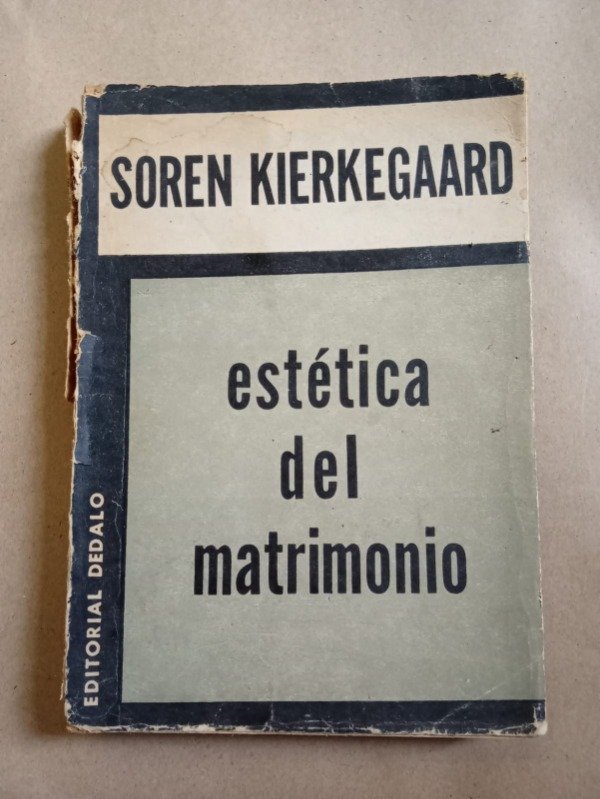 SOREN KIERKEGAARD
estética
del
matrimonio
EDITORIAL DEDALO